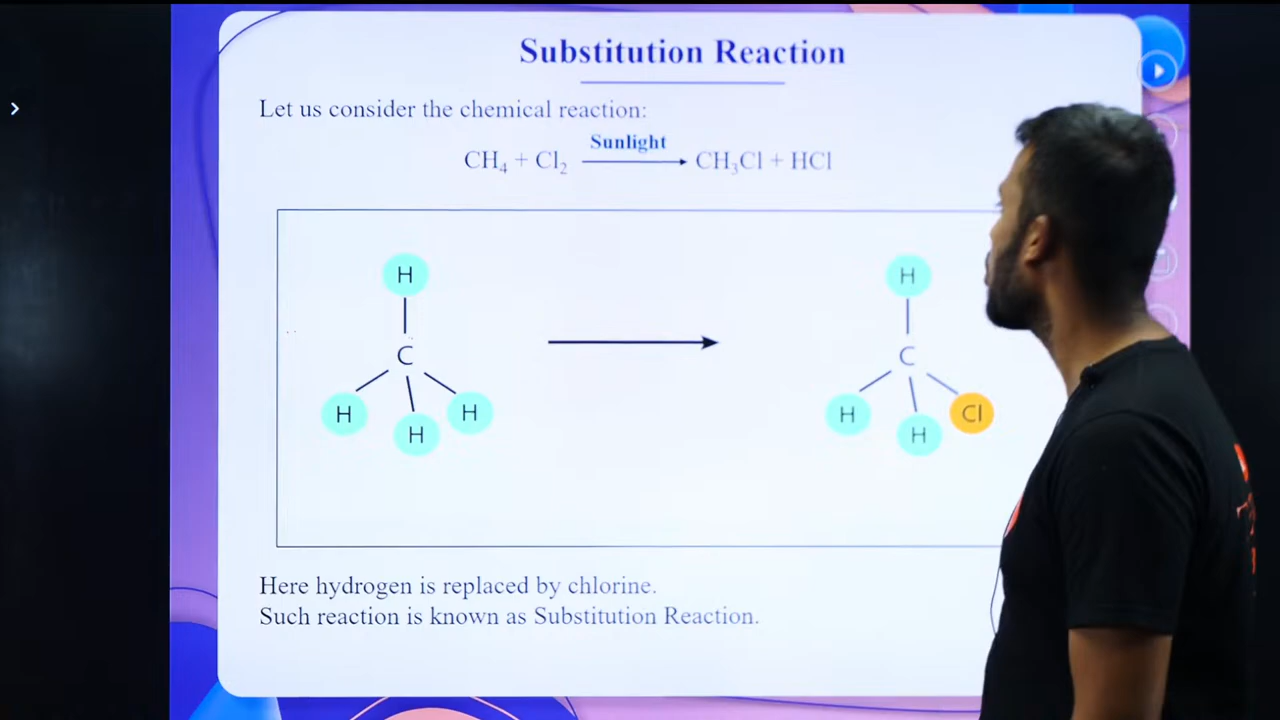 Substitution Reaction
Let us consider the chemical reaction:
Sunlight
CH₄ + Cl₂ → CH₃Cl + HCl
H H
C C
H H H H H Cl
Here hydrogen is replaced by chlorine.
Such reaction is known as Substitution Reaction.